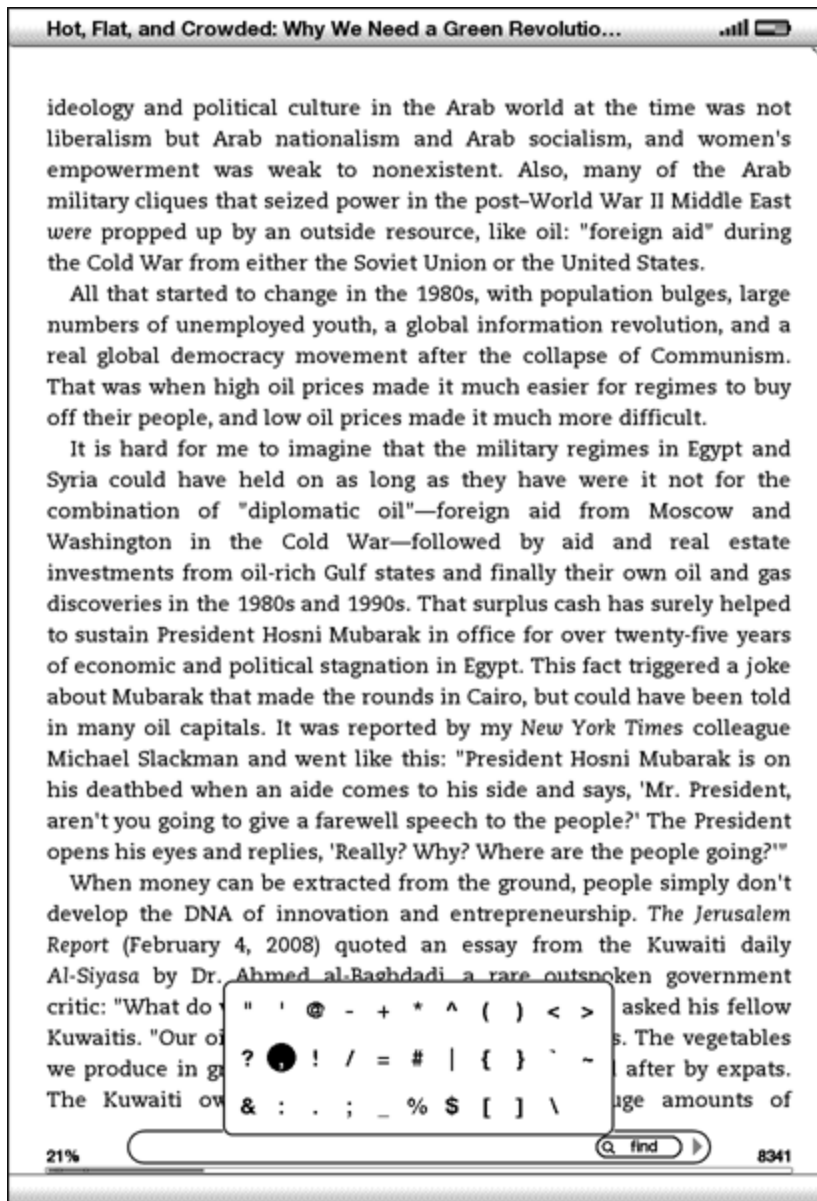 Hot, Flat, and Crowded: Why We Need a Green Revolutio...
ideology and political culture in the Arab world at the time was not
liberalism but Arab nationalism and Arab socialism, and women's
empowerment was weak to nonexistent. Also, many of the Arab
military cliques that seized power in the post–World War II Middle East
were propped up by an outside resource, like oil: "foreign aid" during
the Cold War from either the Soviet Union or the United States.
All that started to change in the 1980s, with population bulges, large
numbers of unemployed youth, a global information revolution, and a
real global democracy movement after the collapse of Communism.
That was when high oil prices made it much easier for regimes to buy
off their people, and low oil prices made it much more difficult.
It is hard for me to imagine that the military regimes in Egypt and
Syria could have held on as long as they have were it not for the
combination of "diplomatic oil"—foreign aid from Moscow and
Washington in the Cold War—followed by aid and real estate
investments from oil-rich Gulf states and finally their own oil and gas
discoveries in the 1980s and 1990s. That surplus cash has surely helped
to sustain President Hosni Mubarak in office for over twenty-five years
of economic and political stagnation in Egypt. This fact triggered a joke
about Mubarak that made the rounds in Cairo, but could have been told
in many oil capitals. It was reported by my New York Times colleague
Michael Slackman and went like this: "President Hosni Mubarak is on
his deathbed when an aide comes to his side and says, 'Mr. President,
aren't you going to give a farewell speech to the people?' The President
opens his eyes and replies, 'Really? Why? Where are the people going?'"
When money can be extracted from the ground, people simply don't
develop the DNA of innovation and entrepreneurship. The Jerusalem
Report (February 4, 2008) quoted an essay from the Kuwaiti daily
Al-Siyasa by Dr. Ahmed al-Baghdadi, a rare outspoken government
critic: "What do asked his fellow
Kuwaitis. "Our The vegetables
we produce in after by expats.
The Kuwaiti amounts of
" ' @ - + * ^ ( ) < >
? , ! / = # | { } ` ~
& : . ; _ % $ [ ] \
find
21% 8341